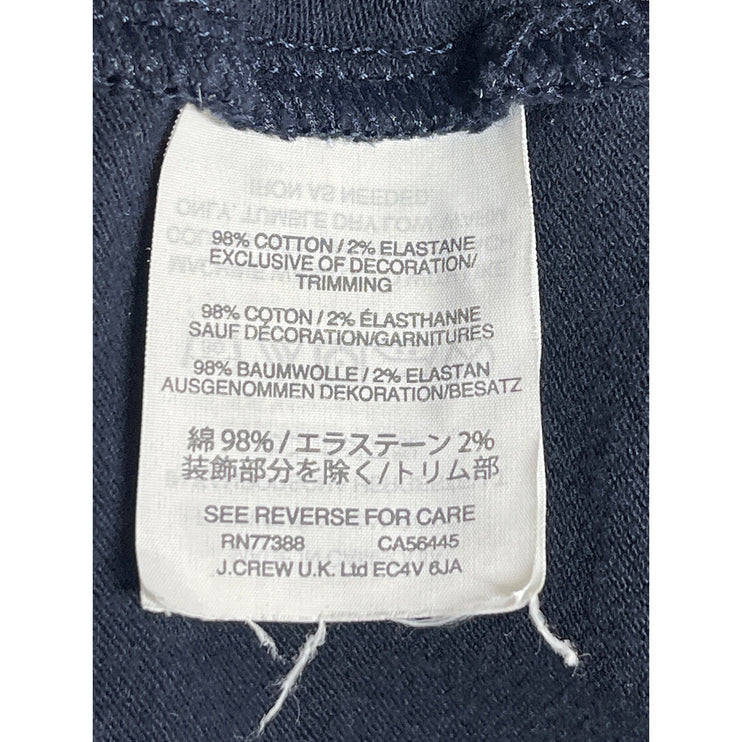 98% COTTON / 2% ELASTANE
EXCLUSIVE OF DECORATION/
TRIMMING
98% COTON / 2% ÉLASTHANNE
SAUF DÉCORATION/GARNITURES
98% BAUMWOLLE / 2% ELASTAN
AUSGENOMMEN DEKORATION/BESATZ
綿 98% / エラステーン 2%
装飾部分を除く/トリム部
SEE REVERSE FOR CARE
RN77388 CA56445
J.CREW U.K. Ltd EC4V 6JA